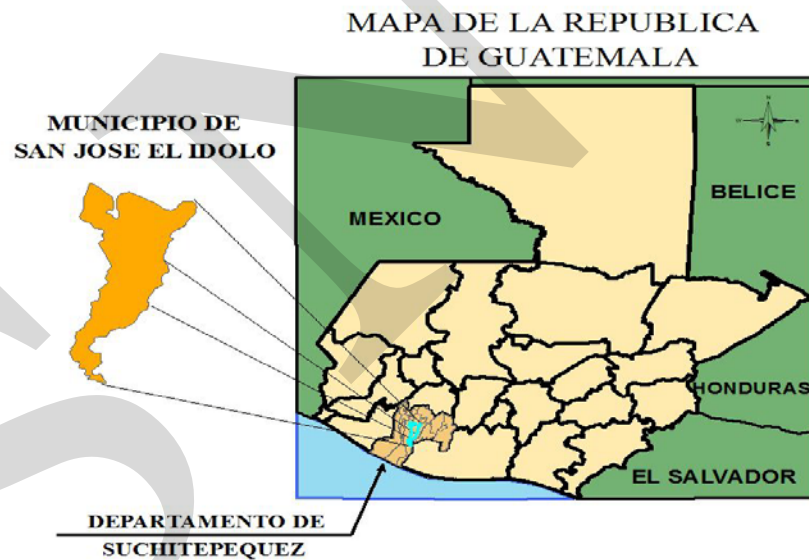 MAPA DE LA REPUBLICA
DE GUATEMALA
MUNICIPIO DE
SAN JOSE EL IDOLO
MEXICO
BELICE
HONDURAS
EL SALVADOR
DEPARTAMENTO DE
SUCHITEPEQUEZ